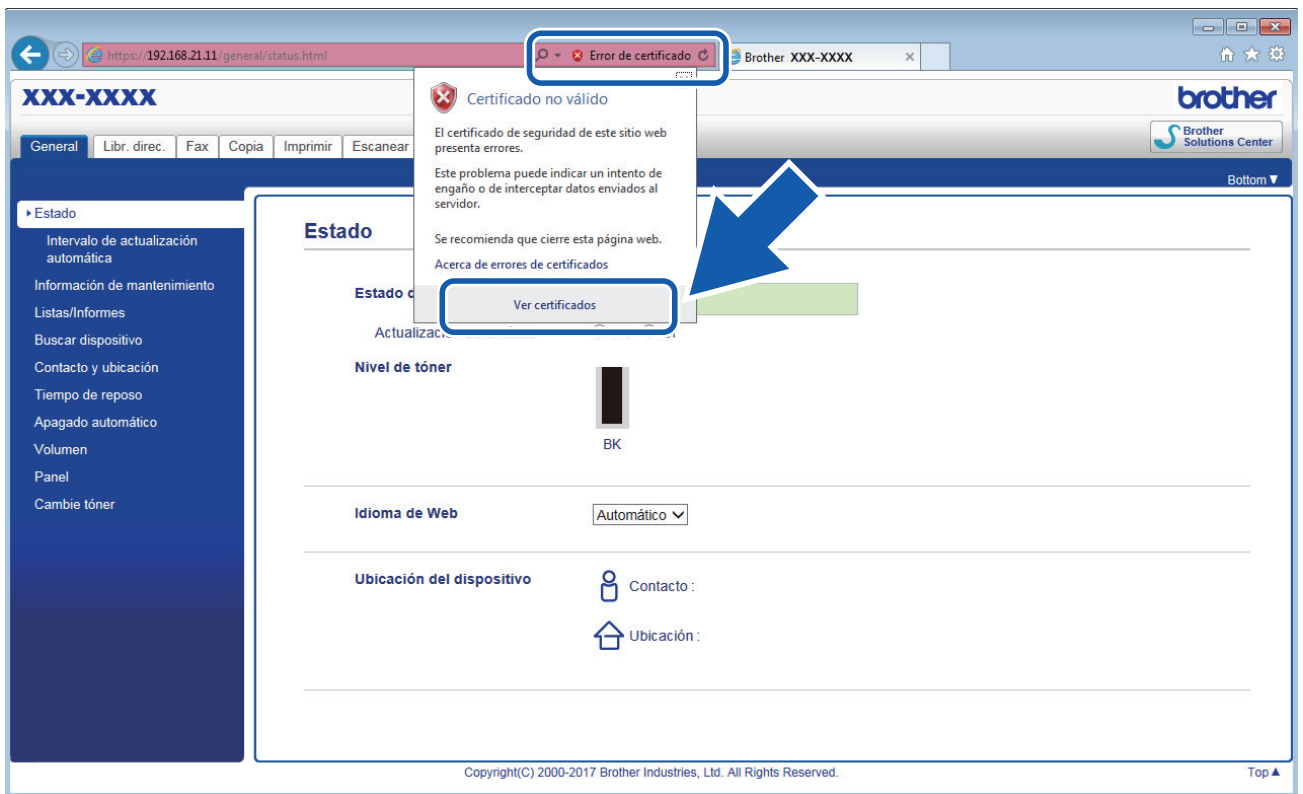 https://192.168.21.11/general/status.html
Error de certificado
Brother XXX-XXXX
XXX-XXXX
brother
General
Libr. direc.
Fax
Copia
Imprimir
Escanear
Brother
Solutions Center
Bottom▼
Certificado no válido
El certificado de seguridad de este sitio web
presenta errores.
Este problema puede indicar un intento de
engaño o de interceptar datos enviados al
servidor.
Se recomienda que cierre esta página web.
Acerca de errores de certificados
Ver certificados
Estado
Intervalo de actualización
automática
Información de mantenimiento
Listas/Informes
Buscar dispositivo
Contacto y ubicación
Tiempo de reposo
Apagado automático
Volumen
Panel
Cambie tóner
Estado
Estado
Nivel de tóner
BK
Idioma de Web
Automático
Ubicación del dispositivo
Contacto :
Ubicación :
Copyright(C) 2000-2017 Brother Industries, Ltd. All Rights Reserved.
Top▲